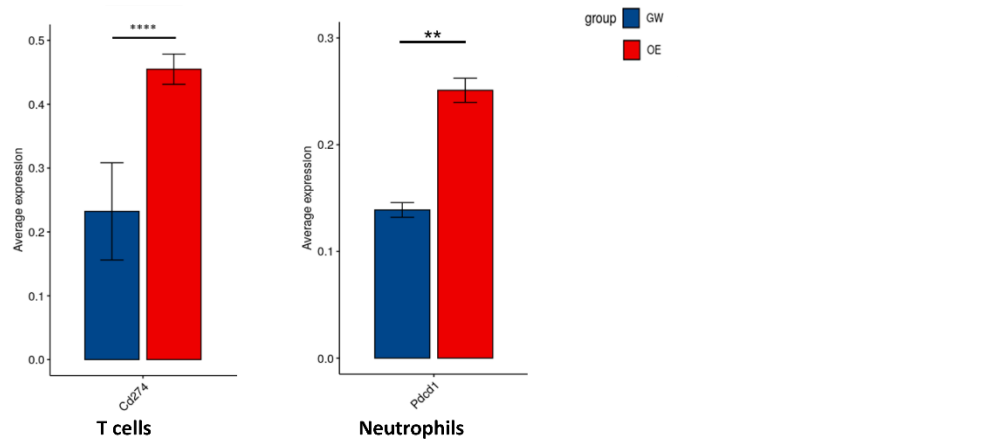 group GW
OE
****
0.5
0.4
0.3
0.2
0.1
0.0
Average expression
Cd274
T cells
**
0.3
0.2
0.1
0.0
Average expression
Pdcd1
Neutrophils